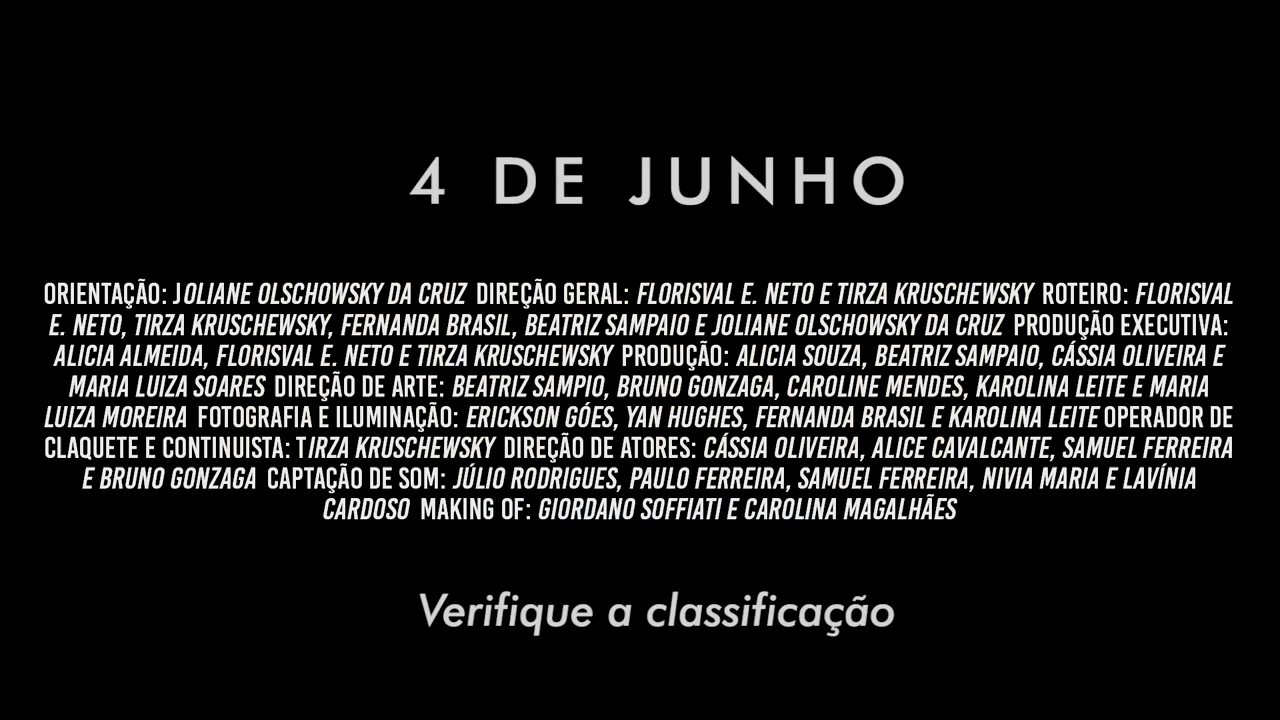 4 DE JUNHO
ORIENTAÇÃO: JOLIANE OLSCHOWSKY DA CRUZ DIREÇÃO GERAL: FLORISVAL E. NETO E TIRZA KRUSCHEWSKY ROTEIRO: FLORISVAL
E. NETO, TIRZA KRUSCHEWSKY, FERNANDA BRASIL, BEATRIZ SAMPAIO E JOLIANE OLSCHOWSKY DA CRUZ PRODUÇÃO EXECUTIVA:
ALICIA ALMEIDA, FLORISVAL E. NETO E TIRZA KRUSCHEWSKY PRODUÇÃO: ALICIA SOUZA, BEATRIZ SAMPAIO, CÁSSIA OLIVEIRA E
MARIA LUIZA SOARES DIREÇÃO DE ARTE: BEATRIZ SAMPIO, BRUNO GONZAGA, CAROLINE MENDES, KAROLINA LEITE E MARIA
LUIZA MOREIRA FOTOGRAFIA E ILUMINAÇÃO: ERICKSON GÓES, YAN HUGHES, FERNANDA BRASIL E KAROLINA LEITE OPERADOR DE
CLAQUETE E CONTINUISTA: TIRZA KRUSCHEWSKY DIREÇÃO DE ATORES: CÁSSIA OLIVEIRA, ALICE CAVALCANTE, SAMUEL FERREIRA
E BRUNO GONZAGA CAPTAÇÃO DE SOM: JÚLIO RODRIGUES, PAULO FERREIRA, SAMUEL FERREIRA, NIVIA MARIA E LAVÍNIA
CARDOSO MAKING OF: GIORDANO SOFFIATI E CAROLINA MAGALHÃES
Verifique a classificação